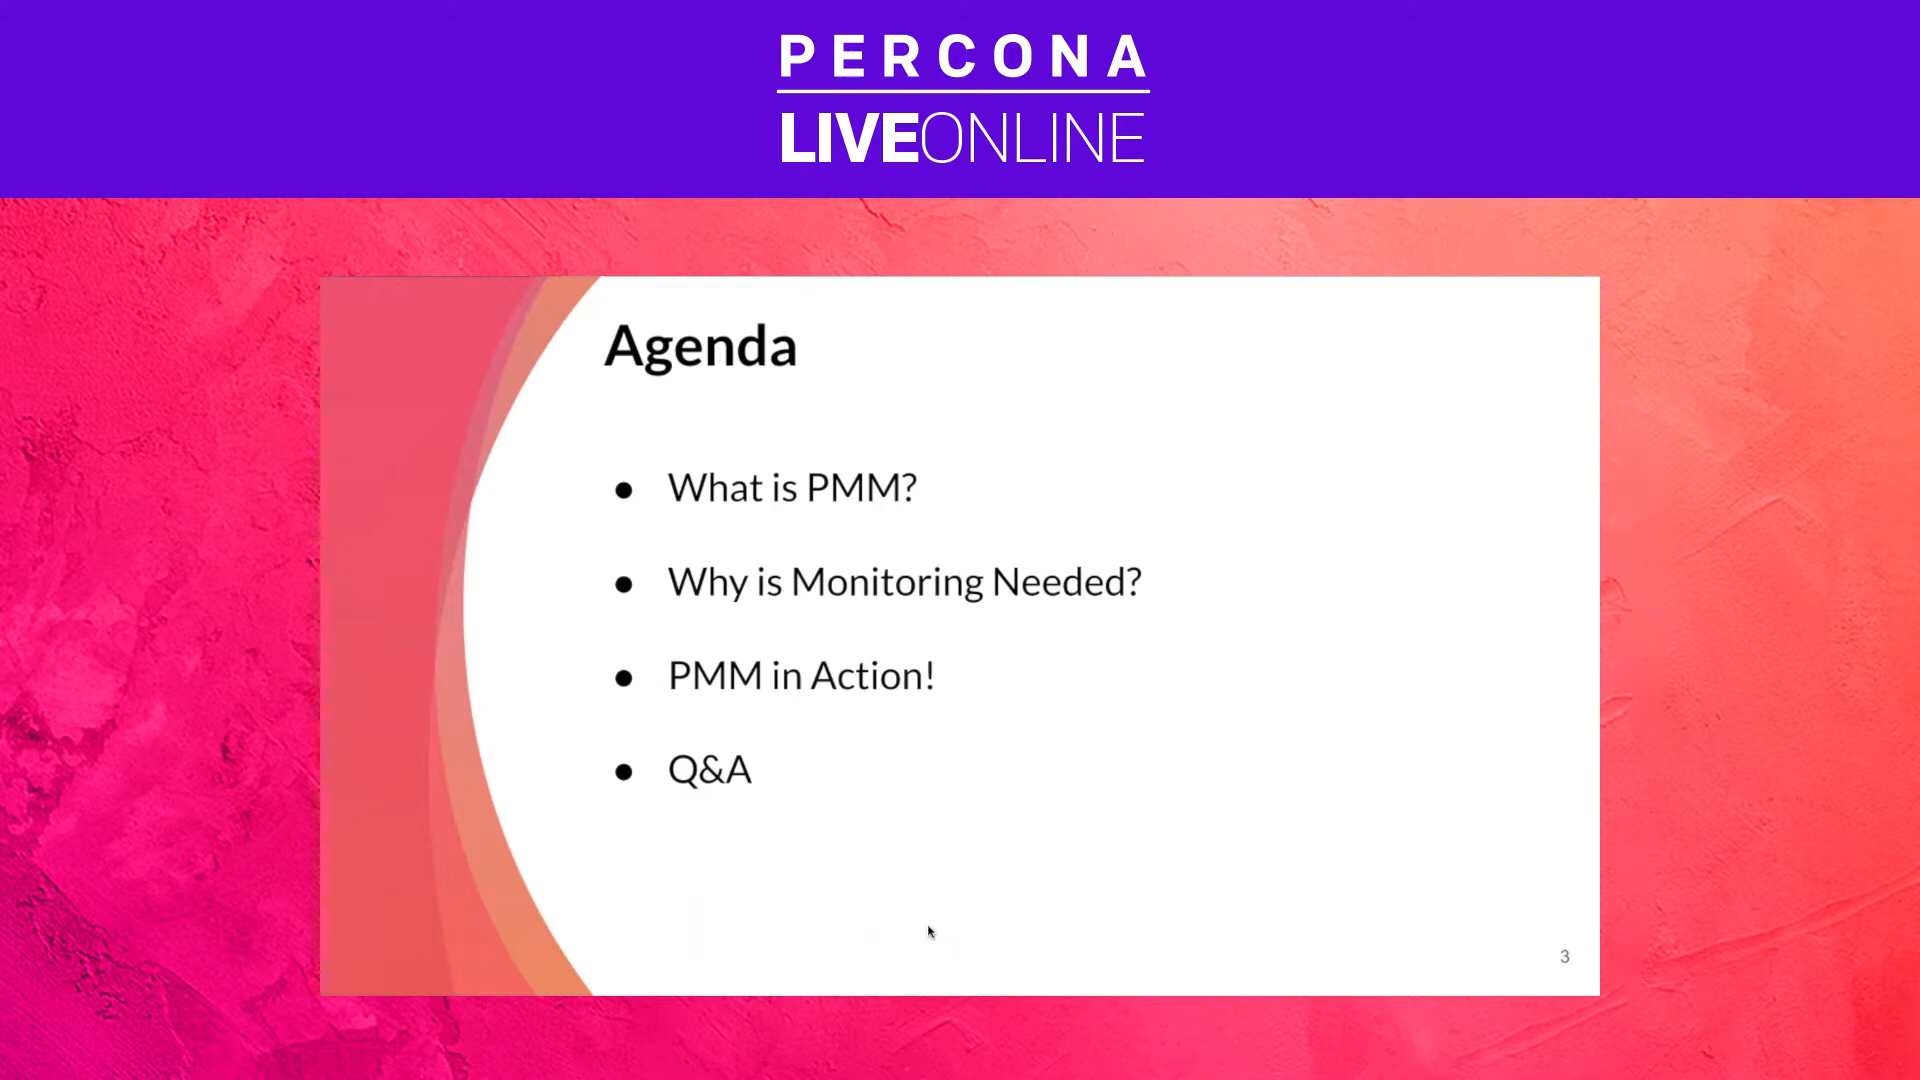 PERCONA
LIVEONLINE
Agenda
● What is PMM?
● Why is Monitoring Needed?
● PMM in Action!
● Q&A
3